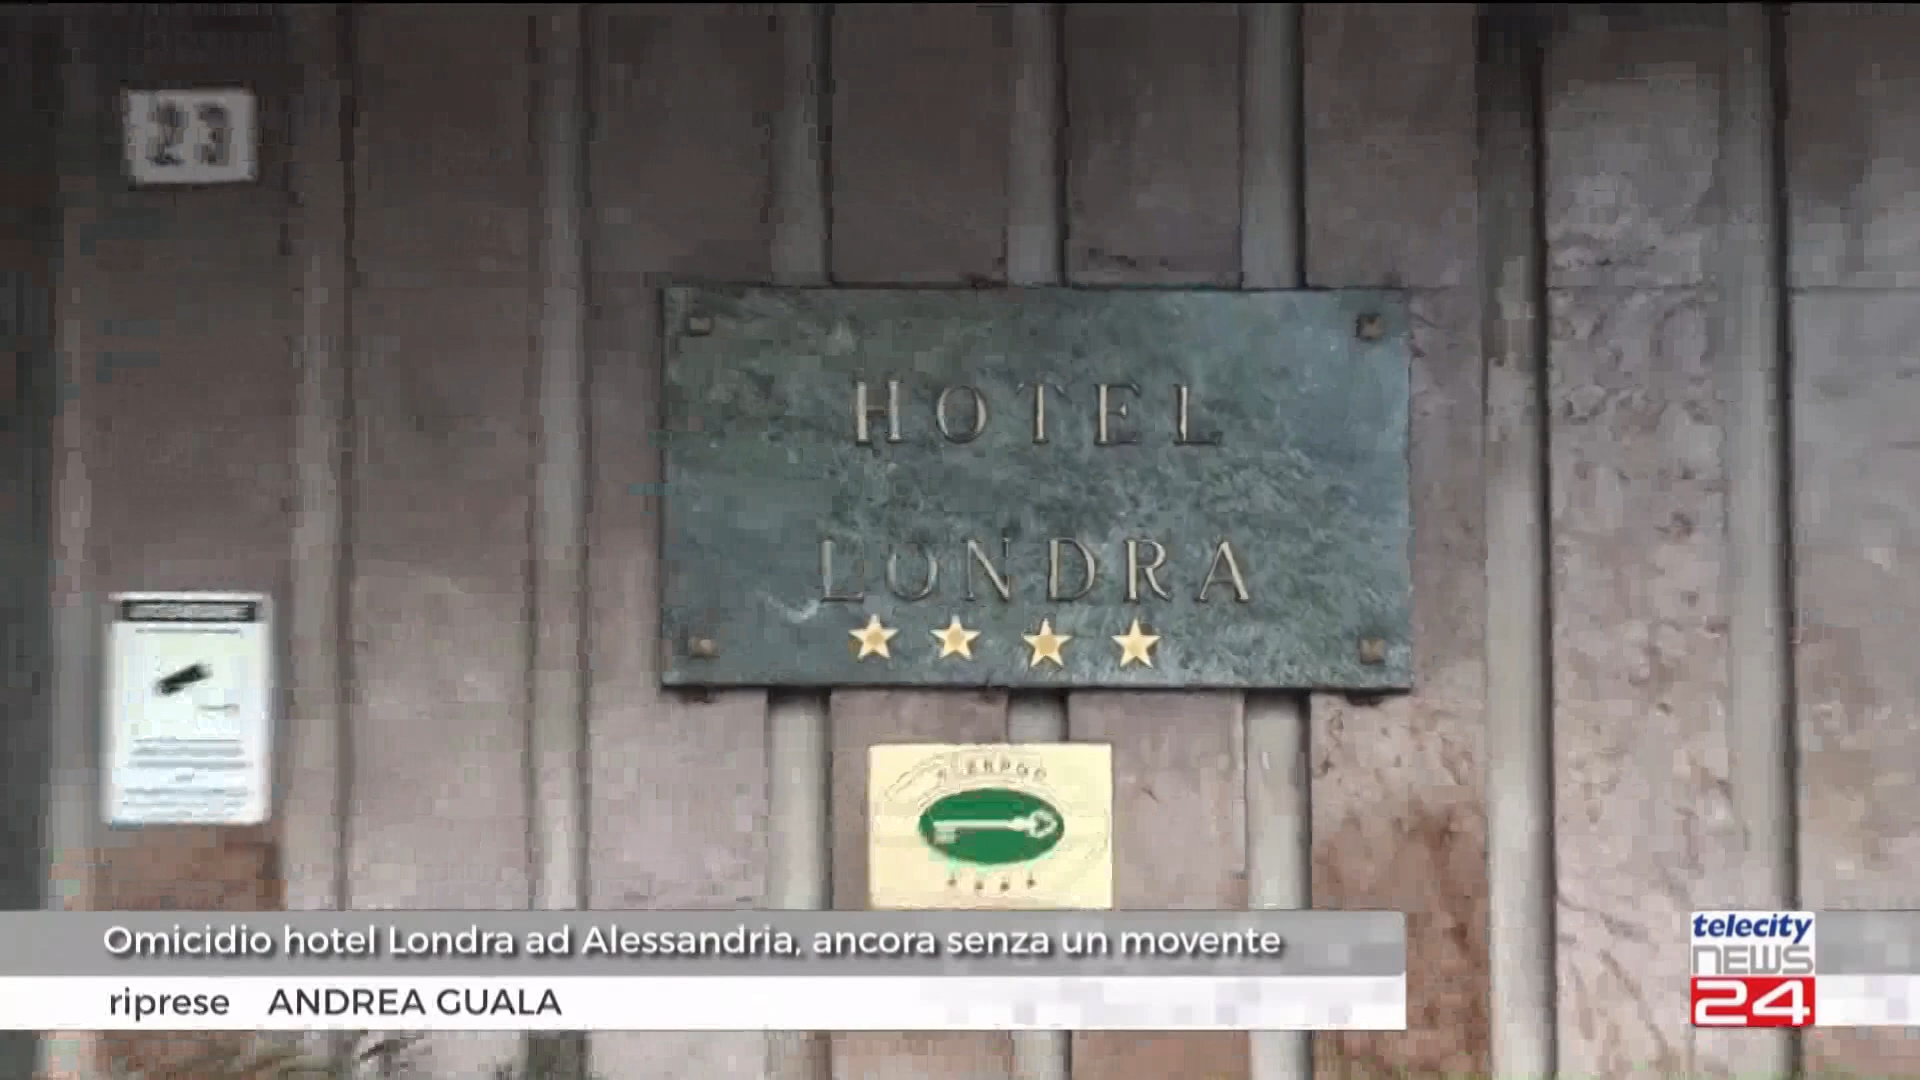 23
HOTEL
LONDRA
Omicidio hotel Londra ad Alessandria, ancora senza un movente
riprese ANDREA GUALA
telecity
NEWS
24